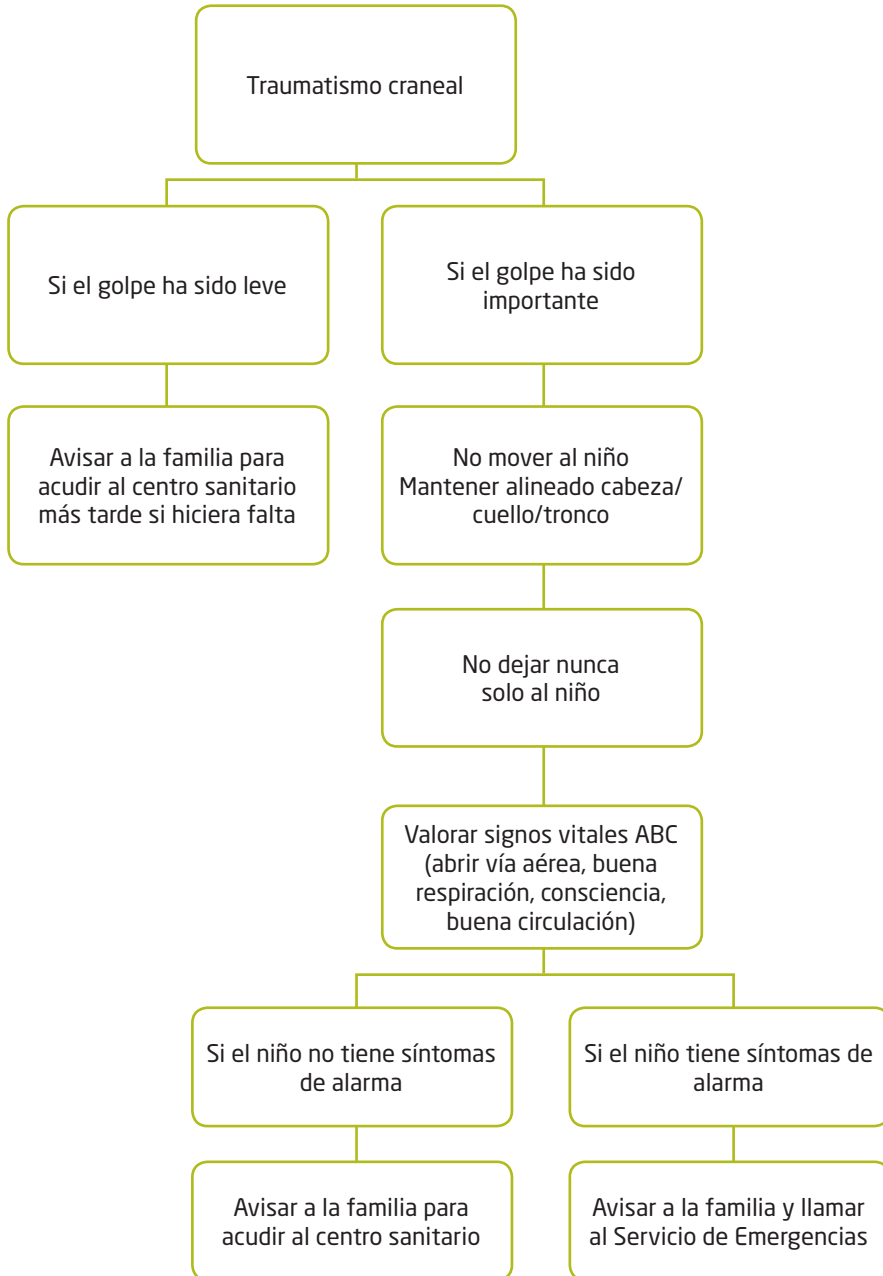 Traumatismo craneal
Si el golpe ha sido leve
Si el golpe ha sido
importante
Avisar a la familia para
acudir al centro sanitario
más tarde si hiciera falta
No mover al niño
Mantener alineado cabeza/
cuello/tronco
No dejar nunca
solo al niño
Valorar signos vitales ABC
(abrir vía aérea, buena
respiración, consciencia,
buena circulación)
Si el niño no tiene síntomas
de alarma
Si el niño tiene síntomas de
alarma
Avisar a la familia para
acudir al centro sanitario
Avisar a la familia y llamar
al Servicio de Emergencias